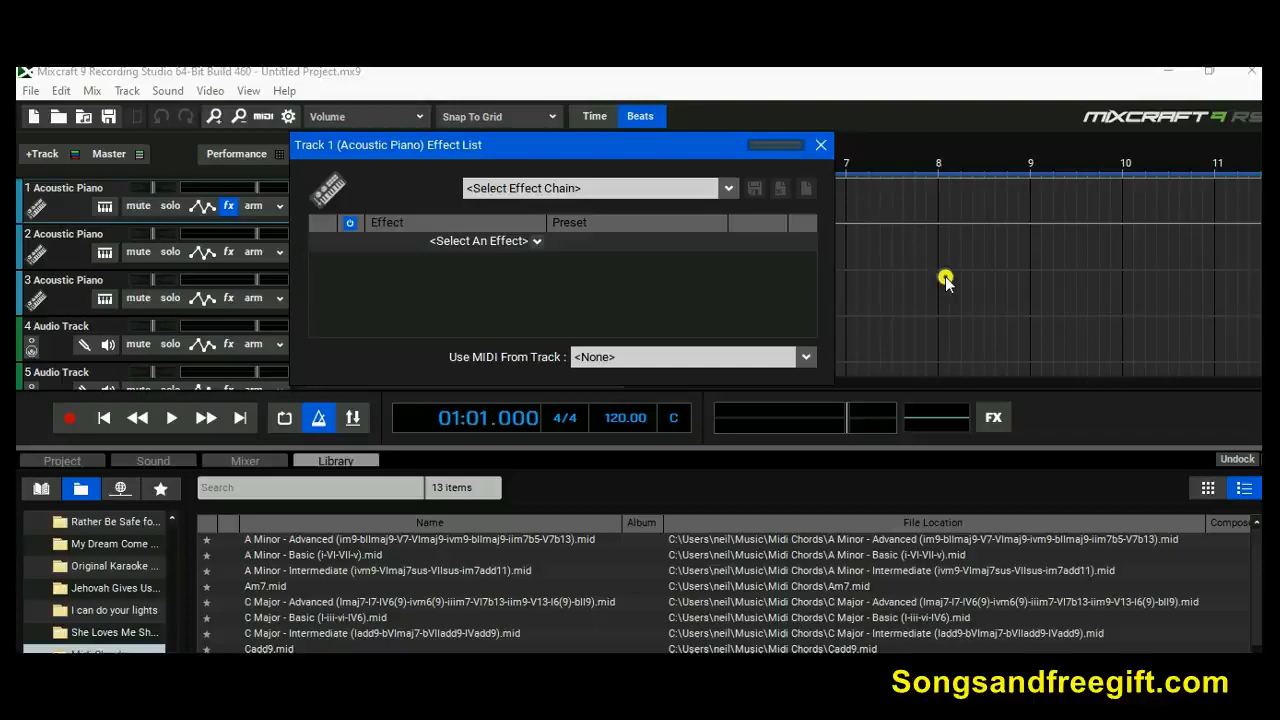 Mixcraft 9 Recording Studio 64-Bit Build 460 - Untitled Project.mx9
File Edit Mix Track Sound Video View Help
midi Volume Snap To Grid Time Beats MIXCRAFT 9 RS
Track 1 (Acoustic Piano) Effect List
+Track Master Performance
7 8 9 10 11
<Select Effect Chain>
1 Acoustic Piano
mute solo fx arm
Effect Preset
<Select An Effect>
2 Acoustic Piano
mute solo fx arm
3 Acoustic Piano
mute solo fx arm
4 Audio Track
mute solo fx arm
Use MIDI From Track : <None>
5 Audio Track
01:01.000 4/4 120.00 C FX
Project Sound Mixer Library Undock
Search 13 items
Name Album File Location Compos
Rather Be Safe fo...
My Dream Come ...
Original Karaoke ...
Jehovah Gives Us...
I can do your lights
She Loves Me Sh...
A Minor - Advanced (im9-bIImaj9-V7-VImaj9-ivm9-bIImaj9-iim7b5-V7b13).mid C:\Users\neil\Music\Midi Chords\A Minor - Advanced (im9-bIImaj9-V7-VImaj9-ivm9-bIImaj9-iim7b5-V7b13).mid
A Minor - Basic (i-VI-VII-v).mid C:\Users\neil\Music\Midi Chords\A Minor - Basic (i-VI-VII-v).mid
A Minor - Intermediate (ivm9-VImaj7sus-VIIsus-im7add11).mid C:\Users\neil\Music\Midi Chords\A Minor - Intermediate (ivm9-VImaj7sus-VIIsus-im7add11).mid
Am7.mid C:\Users\neil\Music\Midi Chords\Am7.mid
C Major - Advanced (Imaj7-I7-IV6(9)-ivm6(9)-iiim7-VI7b13-iim9-V13-I6(9)-bII9).mid C:\Users\neil\Music\Midi Chords\C Major - Advanced (Imaj7-I7-IV6(9)-ivm6(9)-iiim7-VI7b13-iim9-V13-I6(9)-bII9).mid
C Major - Basic (I-iii-vi-IV6).mid C:\Users\neil\Music\Midi Chords\C Major - Basic (I-iii-vi-IV6).mid
C Major - Intermediate (Iadd9-bVImaj7-bVIIadd9-IVadd9).mid C:\Users\neil\Music\Midi Chords\C Major - Intermediate (Iadd9-bVImaj7-bVIIadd9-IVadd9).mid
Cadd9.mid C:\Users\neil\Music\Midi Chords\Cadd9.mid
Songsandfreegift.com